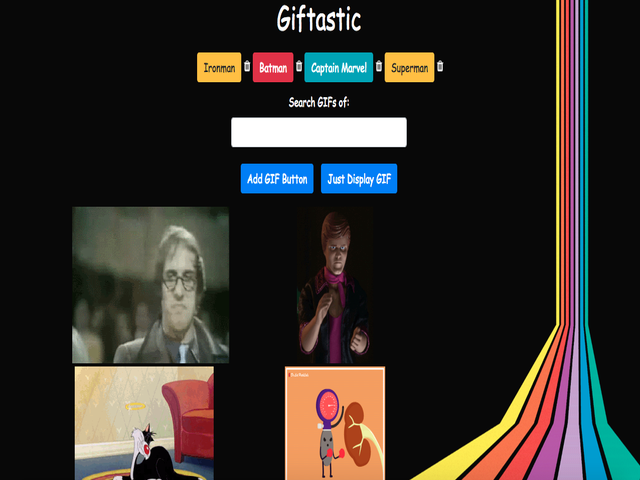 Giftastic
Ironman Batman Captain Marvel Superman
Search GIFs of:
Add GIF Button Just Display GIF